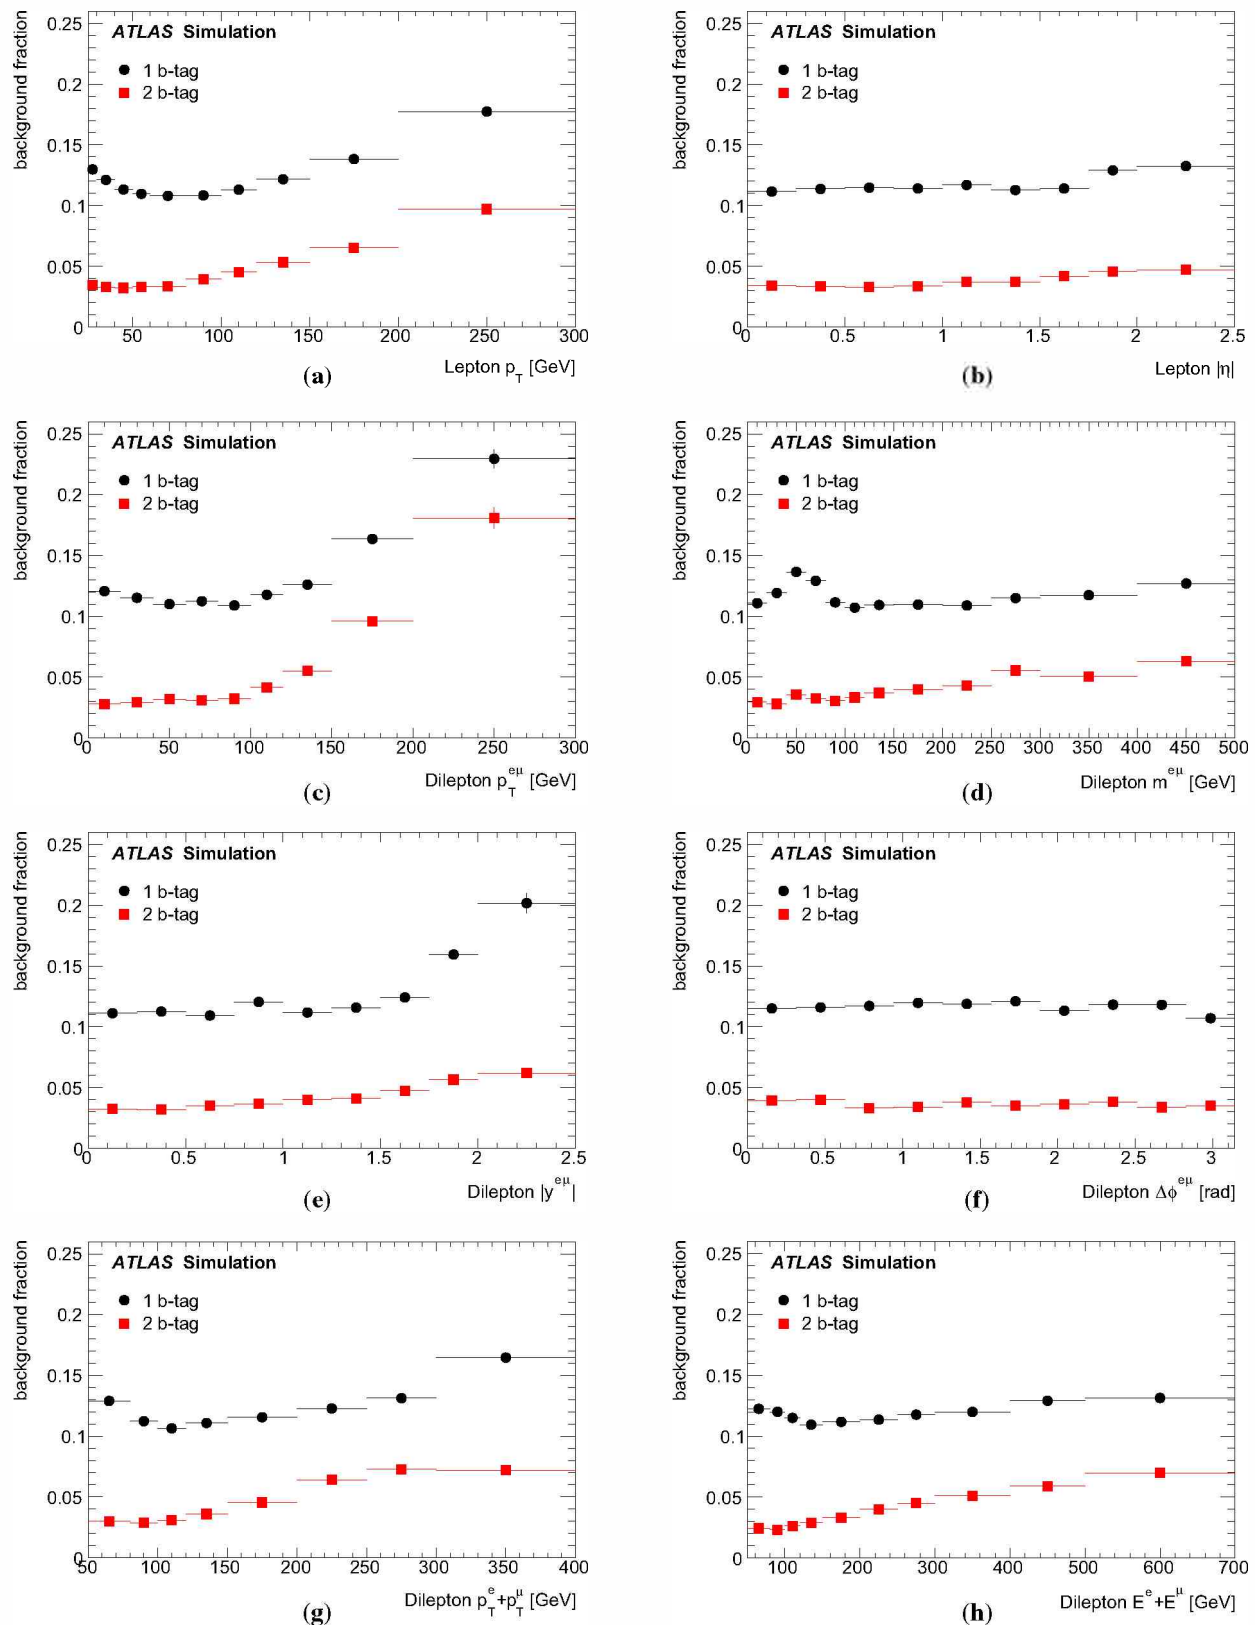 background fraction
0.25
ATLAS Simulation
0.2
1 b-tag
2 b-tag
0.15
0.1
0.05
0
50 100 150 200 250 300
Lepton p_T [GeV]
(a)
background fraction
0.25
ATLAS Simulation
0.2
1 b-tag
2 b-tag
0.15
0.1
0.05
0
0 0.5 1 1.5 2 2.5
Lepton |η|
(b)
background fraction
0.25
ATLAS Simulation
0.2
1 b-tag
2 b-tag
0.15
0.1
0.05
0
0 50 100 150 200 250 300
Dilepton p_T^eμ [GeV]
(c)
background fraction
0.25
ATLAS Simulation
0.2
1 b-tag
2 b-tag
0.15
0.1
0.05
0
0 50 100 150 200 250 300 350 400 450 500
Dilepton m^eμ [GeV]
(d)
background fraction
0.25
ATLAS Simulation
0.2
1 b-tag
2 b-tag
0.15
0.1
0.05
0
0 0.5 1 1.5 2 2.5
Dilepton |y^eμ|
(e)
background fraction
0.25
ATLAS Simulation
0.2
1 b-tag
2 b-tag
0.15
0.1
0.05
0
0 0.5 1 1.5 2 2.5 3
Dilepton Δϕ^eμ [rad]
(f)
background fraction
0.25
ATLAS Simulation
0.2
1 b-tag
2 b-tag
0.15
0.1
0.05
0
50 100 150 200 250 300 350 400
Dilepton p_T^e+p_T^μ [GeV]
(g)
background fraction
0.25
ATLAS Simulation
0.2
1 b-tag
2 b-tag
0.15
0.1
0.05
0
100 200 300 400 500 600 700
Dilepton E^e+E^μ [GeV]
(h)